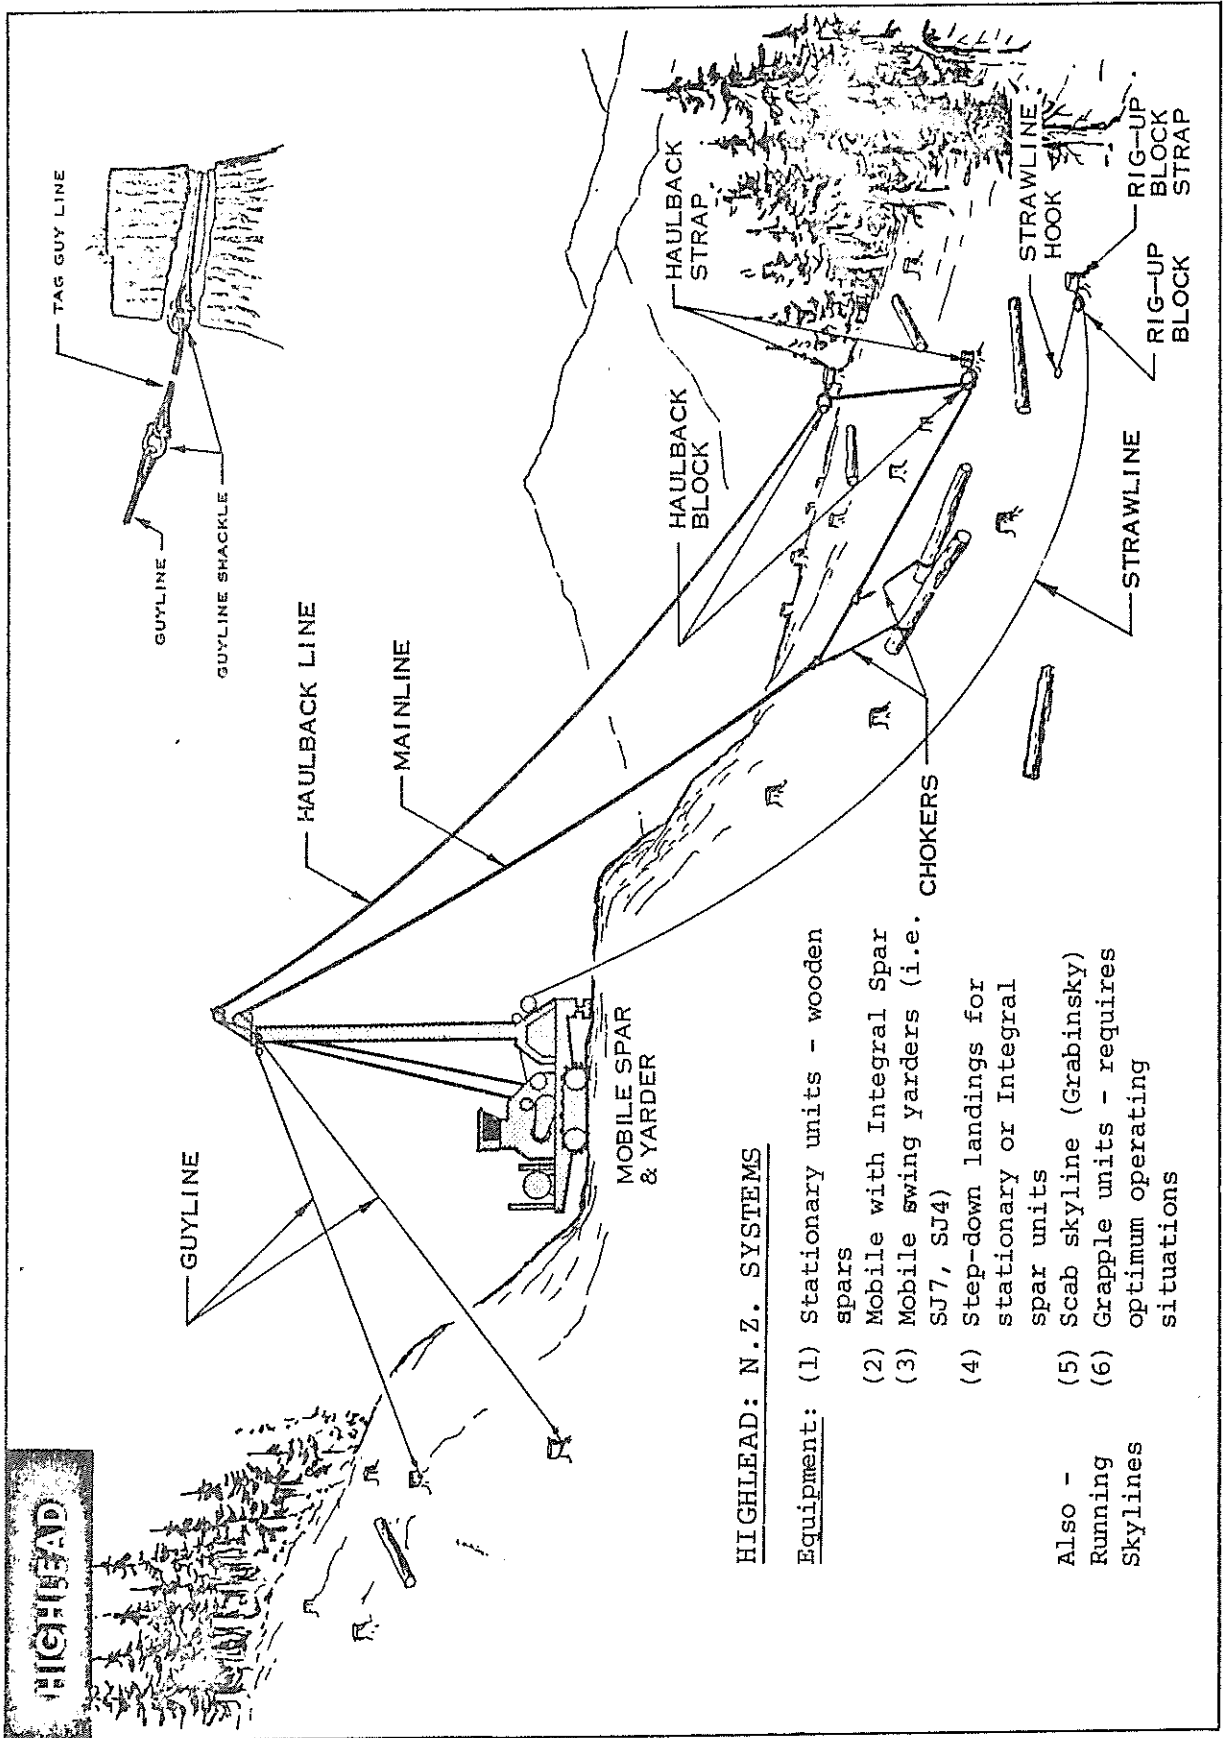 HIGHLEAD
TAG GUY LINE
GUYLINE
GUYLINE SHACKLE
GUYLINE
HAULBACK LINE
MAINLINE
HAULBACK
BLOCK
HAULBACK
STRAP
MOBILE SPAR
& YARDER
CHOKERS
STRAWLINE
STRAWLINE
HOOK
RIG-UP
BLOCK
RIG-UP
BLOCK
STRAP
HIGHLEAD: N.Z. SYSTEMS
Equipment: (1) Stationary units - wooden
spars
(2) Mobile with Integral Spar
(3) Mobile swing yarders (i.e.
SJ7, SJ4)
(4) Step-down landings for
stationary or Integral
spar units
Also - (5) Scab skyline (Grabinsky)
Running (6) Grapple units - requires
Skylines optimum operating
situations